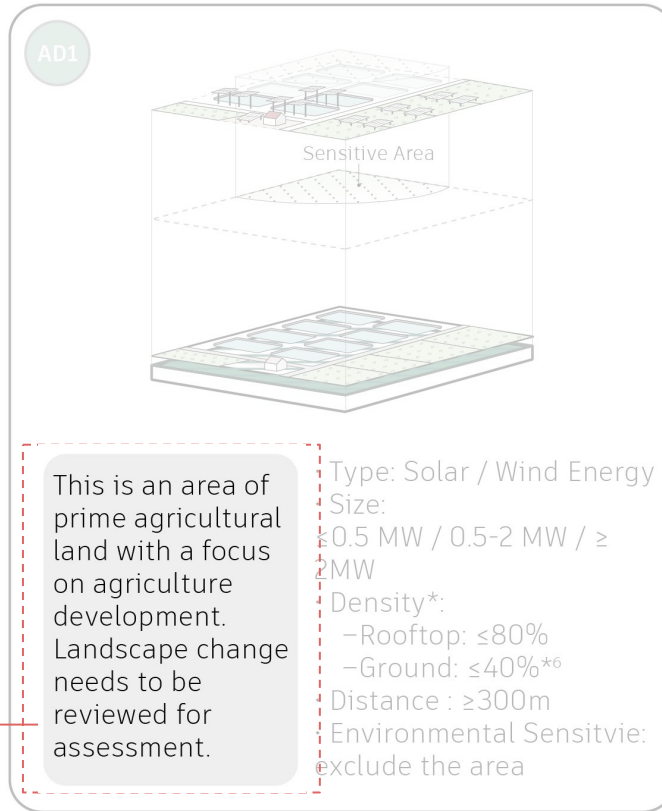 AD1
Sensitive Area
This is an area of
prime agricultural
land with a focus
on agriculture
development.
Landscape change
needs to be
reviewed for
assessment.
· Type: Solar / Wind Energy
· Size:
≤0.5 MW / 0.5-2 MW / ≥
2MW
· Density*:
–Rooftop: ≤80%
–Ground: ≤40%*⁶
· Distance : ≥300m
· Environmental Sensitvie:
exclude the area